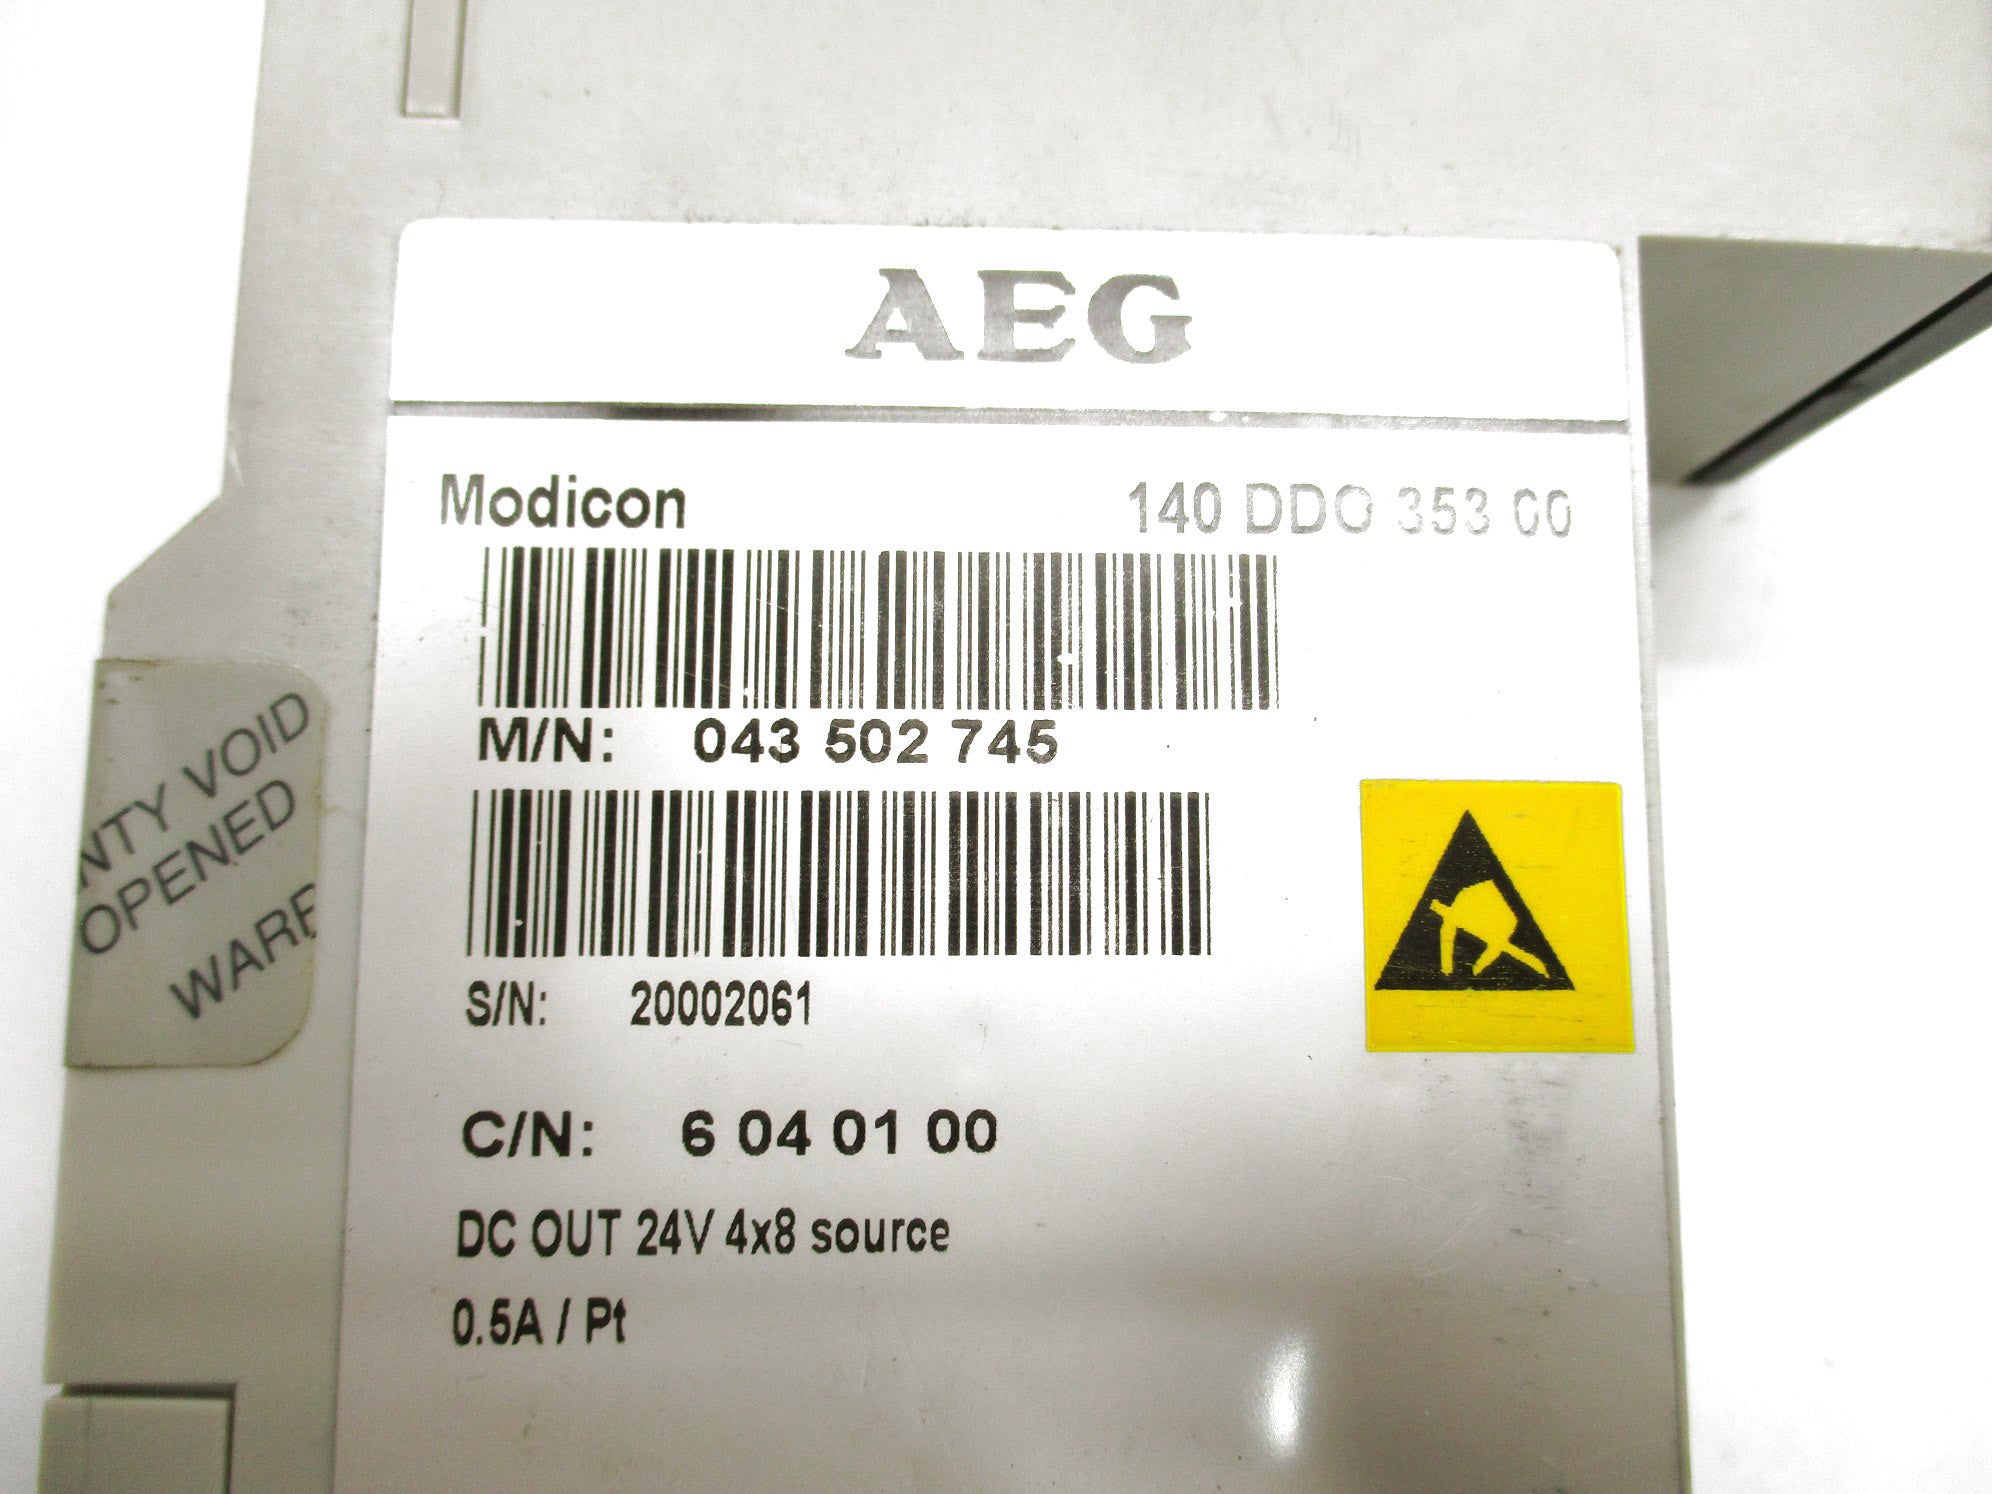 AEG
Modicon 140 DDO 353 00
M/N: 043 502 745
S/N: 20002061
C/N: 6 04 01 00
DC OUT 24V 4x8 source
0.5A / Pt
NTY VOID
OPENED
WARR